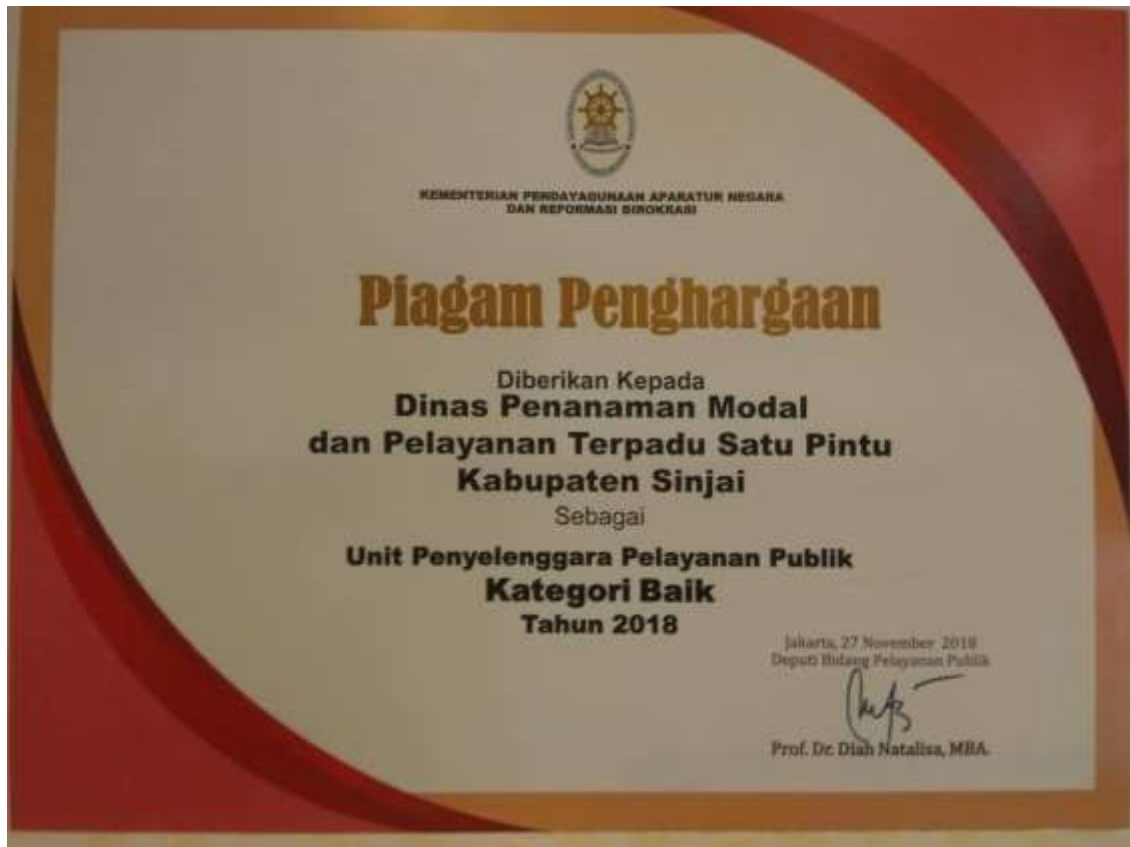 KEMENTERIAN PENDAYAGUNAAN APARATUR NEGARA
DAN REFORMASI BIROKRASI
Piagam Penghargaan
Diberikan Kepada
Dinas Penanaman Modal
dan Pelayanan Terpadu Satu Pintu
Kabupaten Sinjai
Sebagai
Unit Penyelenggara Pelayanan Publik
Kategori Baik
Tahun 2018
Jakarta, 27 November 2018
Deputi Bidang Pelayanan Publik
Prof. Dr. Diah Natalisa, MBA.